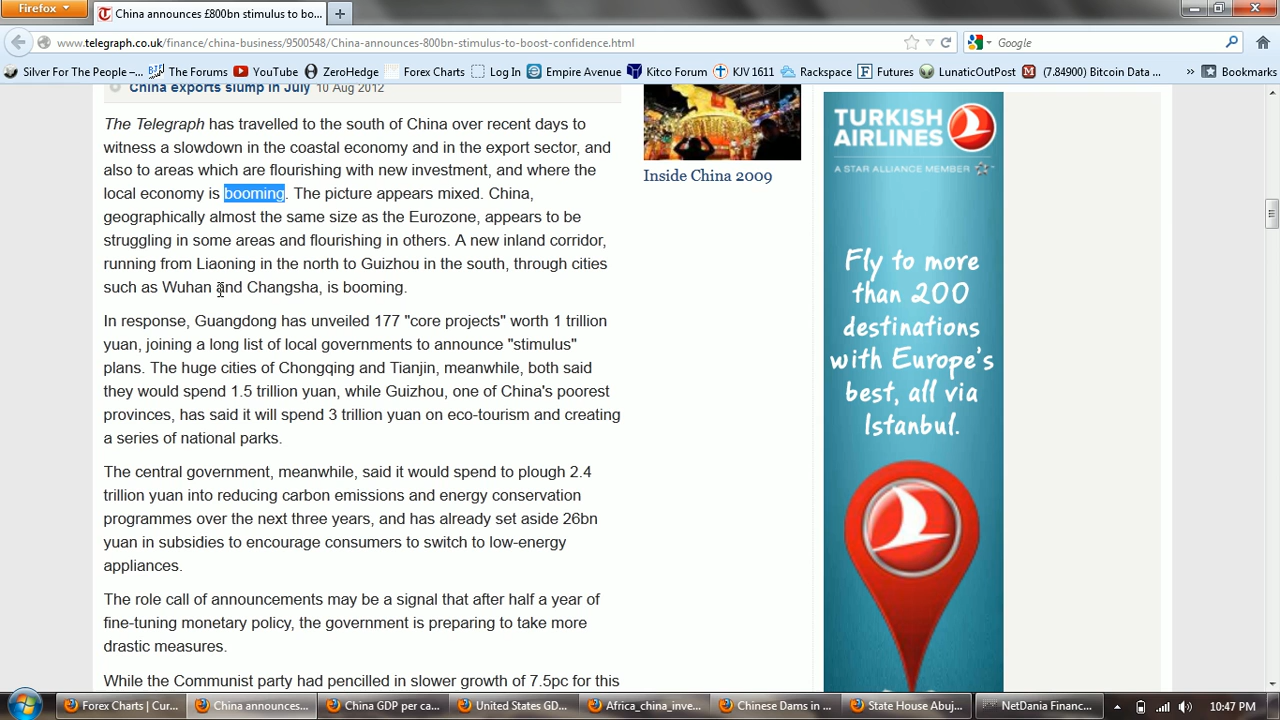 Firefox
China announces £800bn stimulus to bo...
www.telegraph.co.uk/finance/china-business/9500548/China-announces-800bn-stimulus-to-boost-confidence.html
Google
Silver For The People –...
The Forums
YouTube
ZeroHedge
Forex Charts
Log In
Empire Avenue
Kitco Forum
KJV 1611
Rackspace
Futures
LunaticOutPost
(7.84900) Bitcoin Data ...
Bookmarks
China exports slump in July 10 Aug 2012
The Telegraph has travelled to the south of China over recent days to
witness a slowdown in the coastal economy and in the export sector, and
also to areas which are flourishing with new investment, and where the
local economy is booming. The picture appears mixed. China,
geographically almost the same size as the Eurozone, appears to be
struggling in some areas and flourishing in others. A new inland corridor,
running from Liaoning in the north to Guizhou in the south, through cities
such as Wuhan and Changsha, is booming.
In response, Guangdong has unveiled 177 "core projects" worth 1 trillion
yuan, joining a long list of local governments to announce "stimulus"
plans. The huge cities of Chongqing and Tianjin, meanwhile, both said
they would spend 1.5 trillion yuan, while Guizhou, one of China's poorest
provinces, has said it will spend 3 trillion yuan on eco-tourism and creating
a series of national parks.
The central government, meanwhile, said it would spend to plough 2.4
trillion yuan into reducing carbon emissions and energy conservation
programmes over the next three years, and has already set aside 26bn
yuan in subsidies to encourage consumers to switch to low-energy
appliances.
The role call of announcements may be a signal that after half a year of
fine-tuning monetary policy, the government is preparing to take more
drastic measures.
While the Communist party had pencilled in slower growth of 7.5pc for this
Inside China 2009
TURKISH
AIRLINES
A STAR ALLIANCE MEMBER
Fly to more
than 200
destinations
with Europe's
best, all via
Istanbul.
Forex Charts | Cur...
China announces...
China GDP per ca...
United States GD...
Africa_china_inve...
Chinese Dams in ...
State House Abuj...
NetDania Financ...
10:47 PM